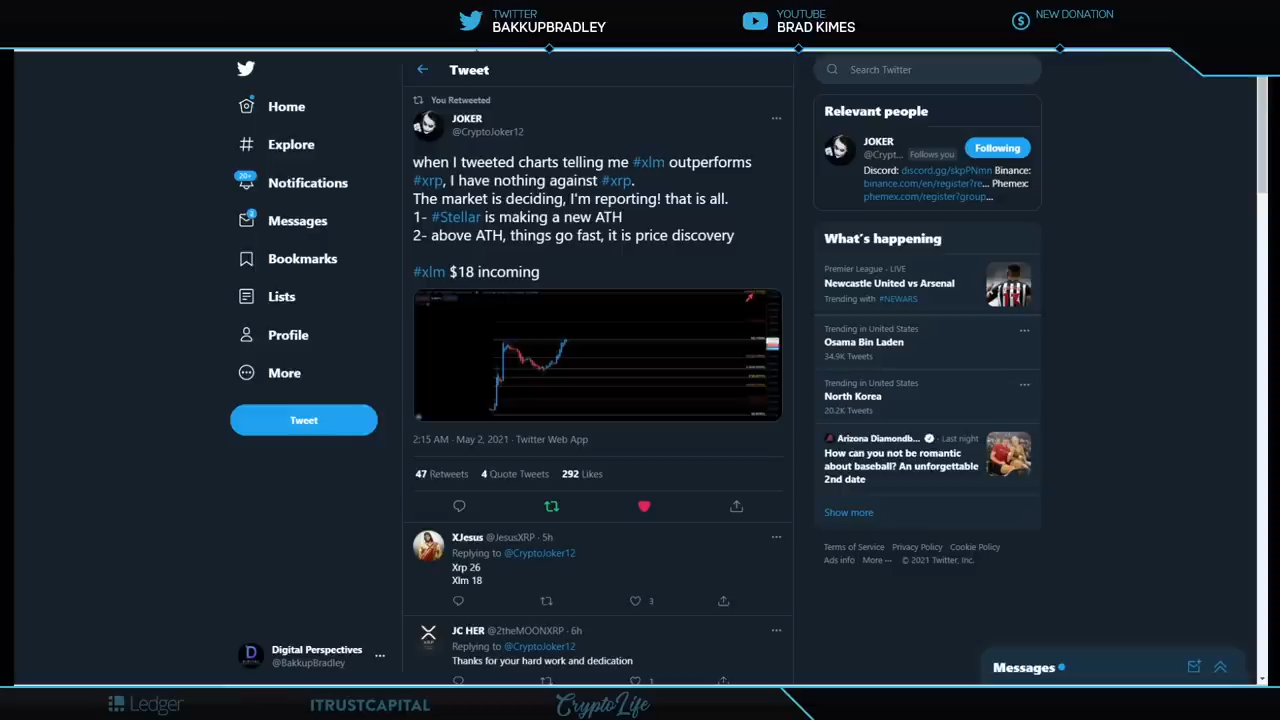 TWITTER
BAKKUPBRADLEY
YOUTUBE
BRAD KIMES
NEW DONATION
Home
Explore
20+
Notifications
Messages
Bookmarks
Lists
Profile
More
Tweet
Digital Perspectives
@BakkupBradley
Tweet
You Retweeted
JOKER
@CryptoJoker12
when I tweeted charts telling me #xlm outperforms
#xrp, I have nothing against #xrp.
The market is deciding, I'm reporting! that is all.
1- #Stellar is making a new ATH
2- above ATH, things go fast, it is price discovery
#xlm $18 incoming
2:15 AM · May 2, 2021 · Twitter Web App
47 Retweets 4 Quote Tweets 292 Likes
XJesus @JesusXRP · 5h
Replying to @CryptoJoker12
Xrp 26
Xlm 18
3
JC HER @2theMOONXRP · 6h
Replying to @CryptoJoker12
Thanks for your hard work and dedication
Search Twitter
Relevant people
JOKER
@Crypt... Follows you
Following
Discord: discord.gg/skpPNmn Binance:
binance.com/en/register?re... Phemex:
phemex.com/register?group...
What's happening
Premier League · LIVE
Newcastle United vs Arsenal
Trending with #NEWARS
Trending in United States
Osama Bin Laden
34.9K Tweets
Trending in United States
North Korea
20.2K Tweets
Arizona Diamondb... · Last night
How can you not be romantic
about baseball? An unforgettable
2nd date
Show more
Terms of Service Privacy Policy Cookie Policy
Ads info More ··· © 2021 Twitter, Inc.
Messages
Ledger
ITRUSTCAPITAL
CryptoLife